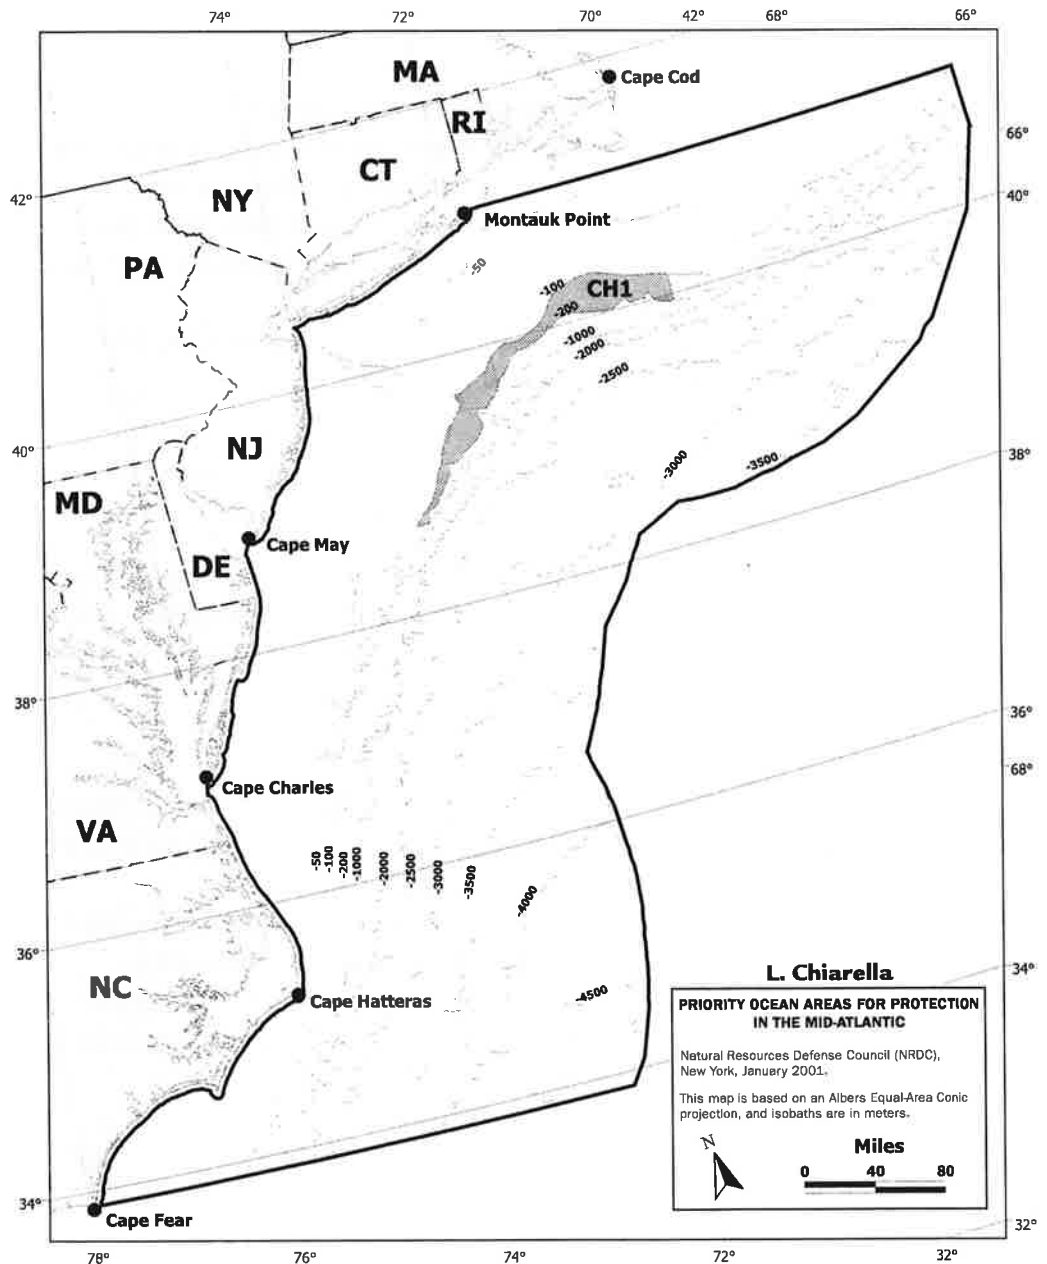 74°
72°
70°
42°
68°
66°
MA
Cape Cod
RI
CT
66°
42°
NY
40°
Montauk Point
PA
-50
-100
CH1
-200
-1000
-2000
-2500
40°
NJ
38°
-3000
-3500
MD
Cape May
DE
38°
36°
68°
Cape Charles
VA
-50
-100
-200
-1000
-2000
-2500
-3000
-3500
-4000
36°
34°
L. Chiarella
NC
Cape Hatteras
-4500
PRIORITY OCEAN AREAS FOR PROTECTION
IN THE MID-ATLANTIC
Natural Resources Defense Council (NRDC),
New York, January 2001.
This map is based on an Albers Equal-Area Conic
projection, and isobaths are in meters.
N
Miles
0 40 80
34°
Cape Fear
32°
78°
76°
74°
72°
32°